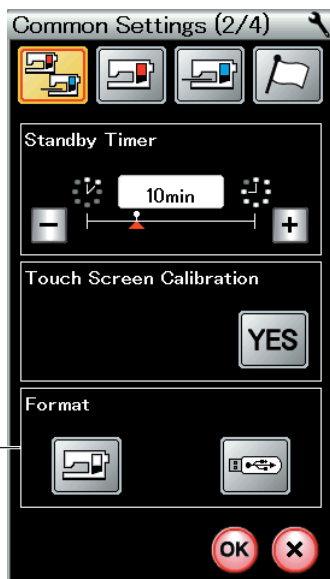 Common Settings (2/4)
Standby Timer
10min
− +
Touch Screen Calibration
YES
Format
OK ×